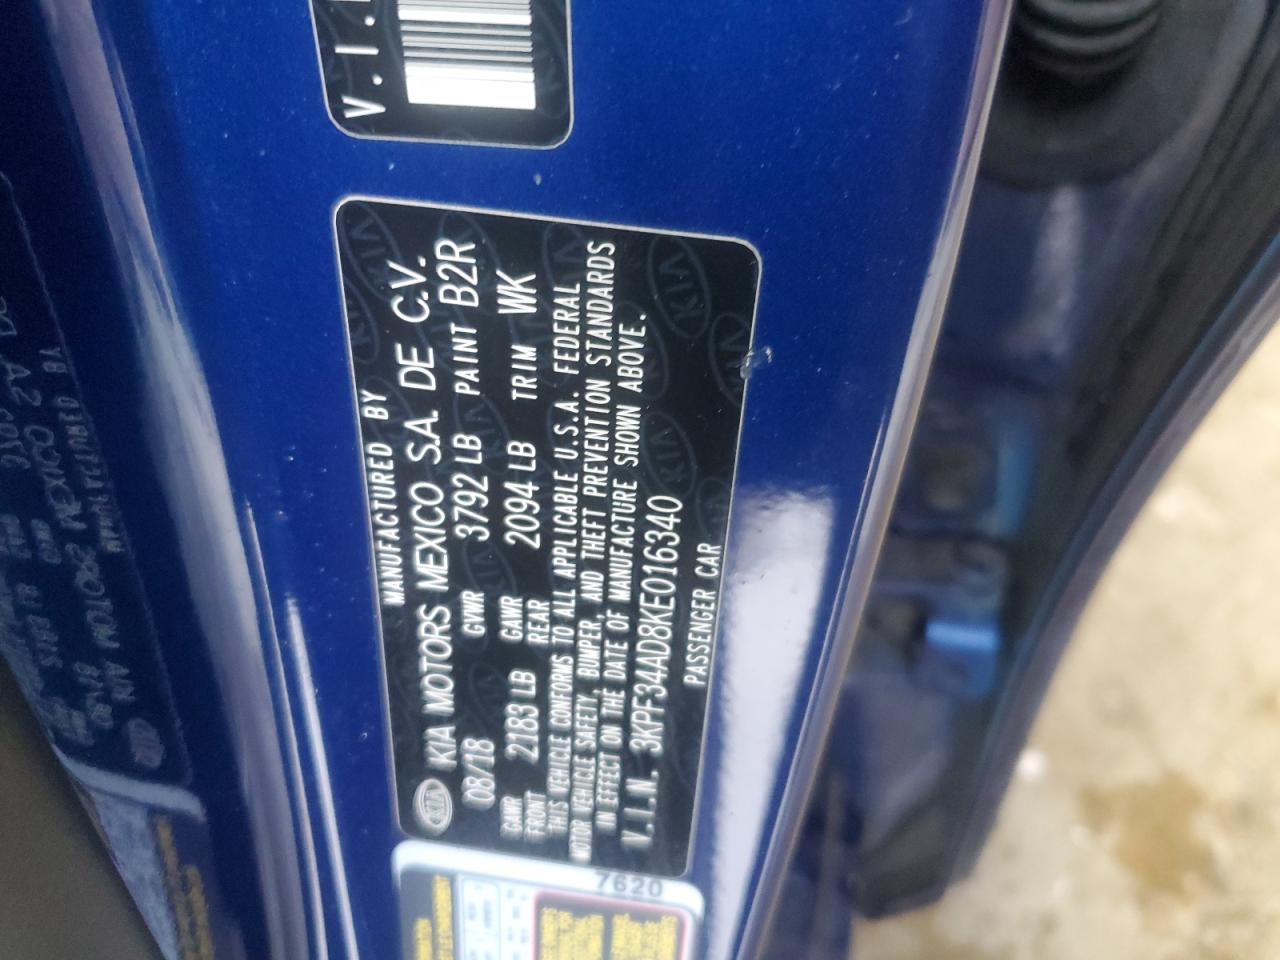 V.I.
MANUFACTURED BY
KIA KIA MOTORS MEXICO S.A. DE C.V.
08/18 GVWR 3792 LB PAINT B2R
GAWR FRONT 2183 LB GAWR REAR 2094 LB TRIM WK
THIS VEHICLE CONFORMS TO ALL APPLICABLE U.S.A. FEDERAL
MOTOR VEHICLE SAFETY, BUMPER, AND THEFT PREVENTION STANDARDS
IN EFFECT ON THE DATE OF MANUFACTURE SHOWN ABOVE.
V.I.N. 3KPF34AD8KE016340
PASSENGER CAR
7620